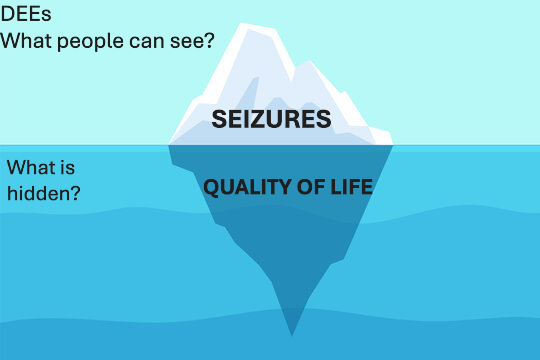 DEEs
What people can see?
SEIZURES
What is
hidden?
QUALITY OF LIFE